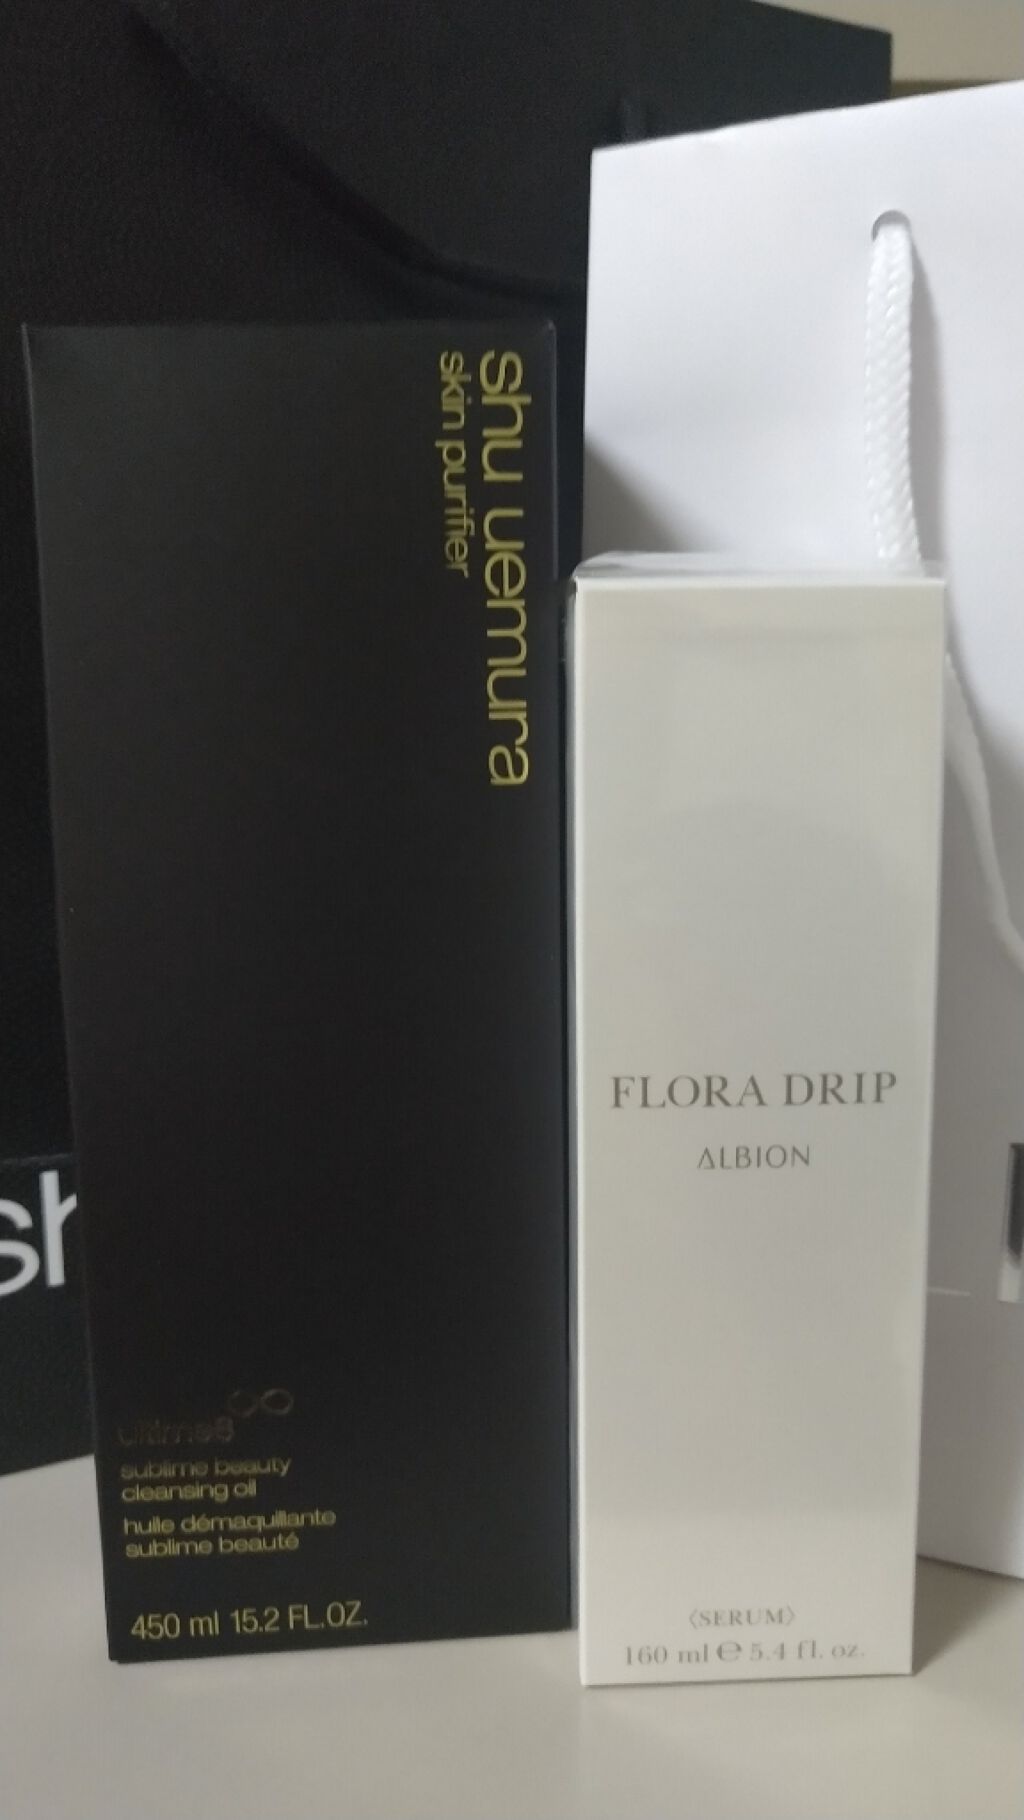 shu uemura
skin purifier
ultime8
sublime beauty
cleansing oil
huile démaquillante
sublime beauté
450 ml 15.2 FL.OZ.
FLORA DRIP
ALBION
〈SERUM〉
160 ml ℮ 5.4 fl. oz.
sh